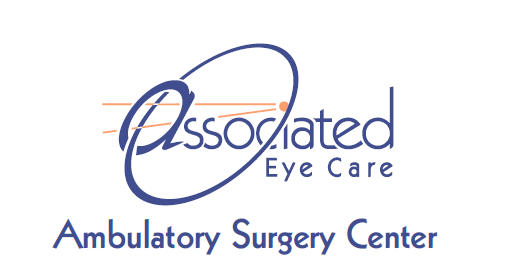 associated
Eye Care
Ambulatory Surgery Center